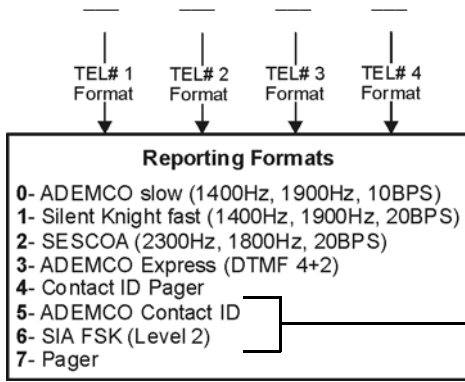 TEL# 1 TEL# 2 TEL# 3 TEL# 4
Format Format Format Format
Reporting Formats
0- ADEMCO slow (1400Hz, 1900Hz, 10BPS)
1- Silent Knight fast (1400Hz, 1900Hz, 20BPS)
2- SESCOA (2300Hz, 1800Hz, 20BPS)
3- ADEMCO Express (DTMF 4+2)
4- Contact ID Pager
5- ADEMCO Contact ID
6- SIA FSK (Level 2)
7- Pager